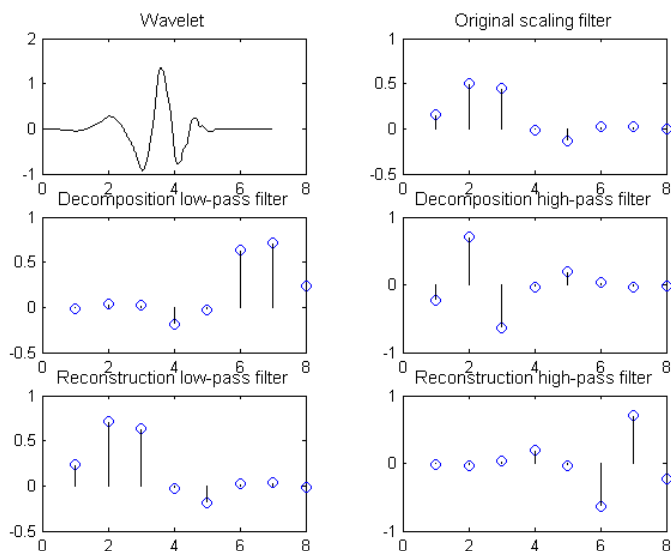 Wavelet
2
1
0
-1
0 2 4 6 8
Original scaling filter
1
0.5
0
-0.5
0 2 4 6 8
Decomposition low-pass filter
1
0.5
0
-0.5
0 2 4 6 8
Decomposition high-pass filter
1
0
-1
0 2 4 6 8
Reconstruction low-pass filter
1
0.5
0
-0.5
0 2 4 6 8
Reconstruction high-pass filter
1
0
-1
0 2 4 6 8